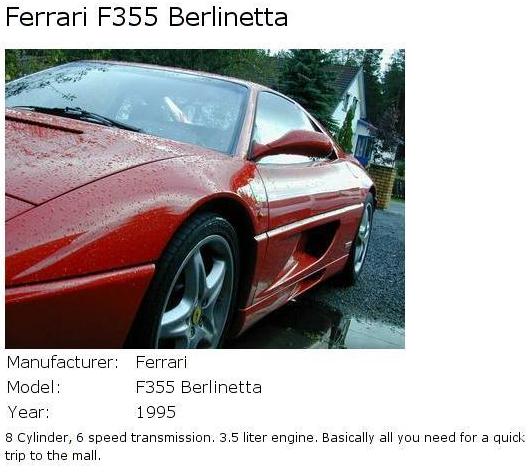 Ferrari F355 Berlinetta
Manufacturer: Ferrari
Model: F355 Berlinetta
Year: 1995
8 Cylinder, 6 speed transmission. 3.5 liter engine. Basically all you need for a quick
trip to the mall.